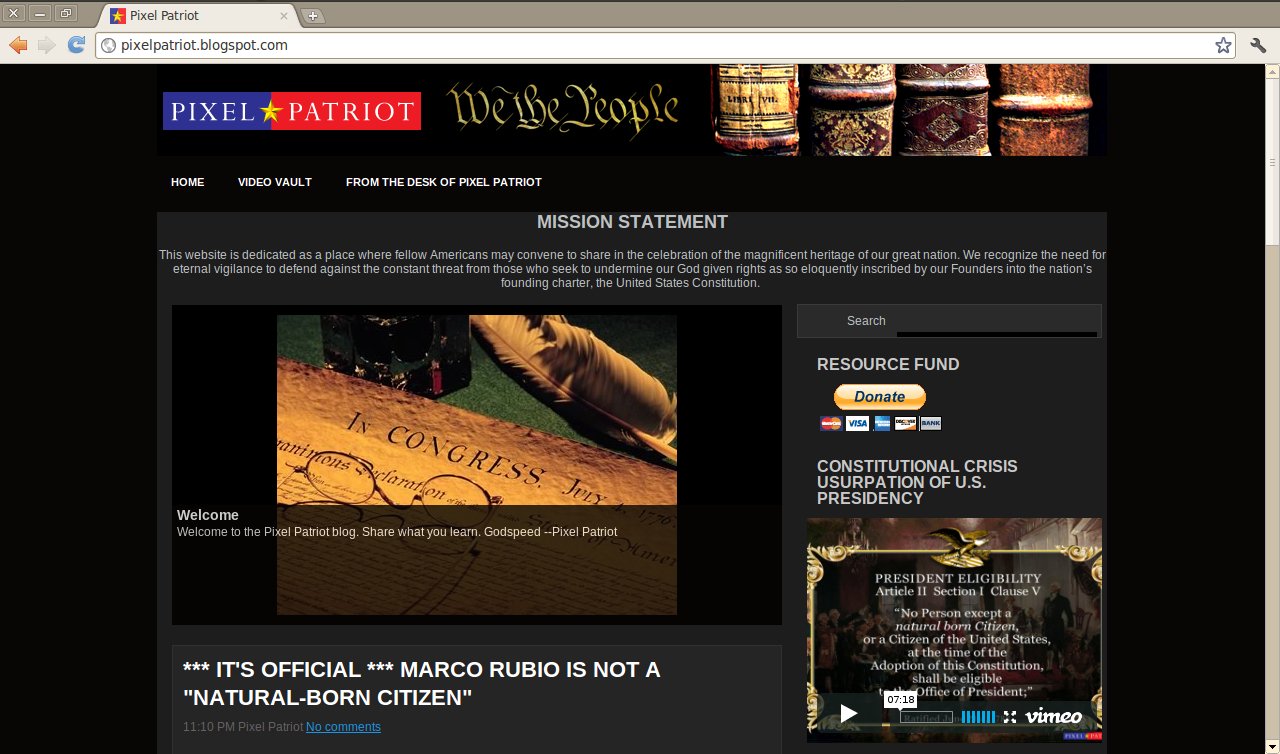 Pixel Patriot
pixelpatriot.blogspot.com
PIXEL PATRIOT
We the People
LIBRI VII.
HOME VIDEO VAULT FROM THE DESK OF PIXEL PATRIOT
MISSION STATEMENT
This website is dedicated as a place where fellow Americans may convene to share in the celebration of the magnificent heritage of our great nation. We recognize the need for
eternal vigilance to defend against the constant threat from those who seek to undermine our God given rights as so eloquently inscribed by our Founders into the nation's
founding charter, the United States Constitution.
IN CONGRESS, July 4, 1776.
Declaration of
Welcome
Welcome to the Pixel Patriot blog. Share what you learn. Godspeed --Pixel Patriot
*** IT'S OFFICIAL *** MARCO RUBIO IS NOT A
"NATURAL-BORN CITIZEN"
11:10 PM Pixel Patriot No comments
Search
RESOURCE FUND
Donate
VISA
BANK
CONSTITUTIONAL CRISIS
USURPATION OF U.S.
PRESIDENCY
PRESIDENT ELIGIBILITY
Article II Section I Clause V
"No Person except a
natural born Citizen,
or a Citizen of the United States,
at the time of the
Adoption of this Constitution,
shall be eligible
Office of President;"
07:18
Ratified
vimeo
PIXEL PATRIOT